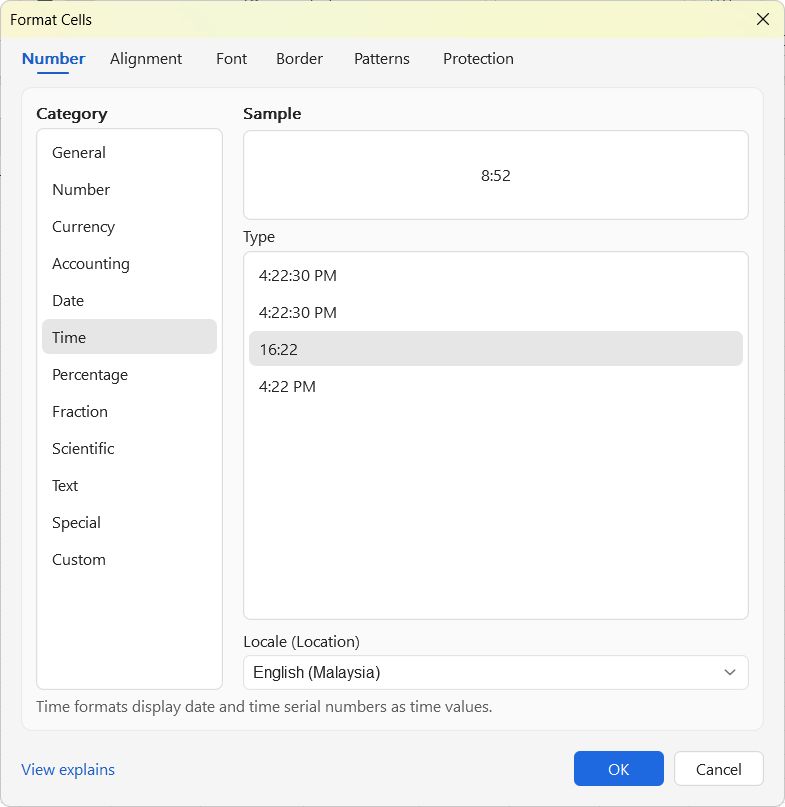 Format Cells
Number Alignment Font Border Patterns Protection
Category
General
Number
Currency
Accounting
Date
Time
Percentage
Fraction
Scientific
Text
Special
Custom
Sample
8:52
Type
4:22:30 PM
4:22:30 PM
16:22
4:22 PM
Locale (Location)
English (Malaysia)
Time formats display date and time serial numbers as time values.
View explains
OK Cancel